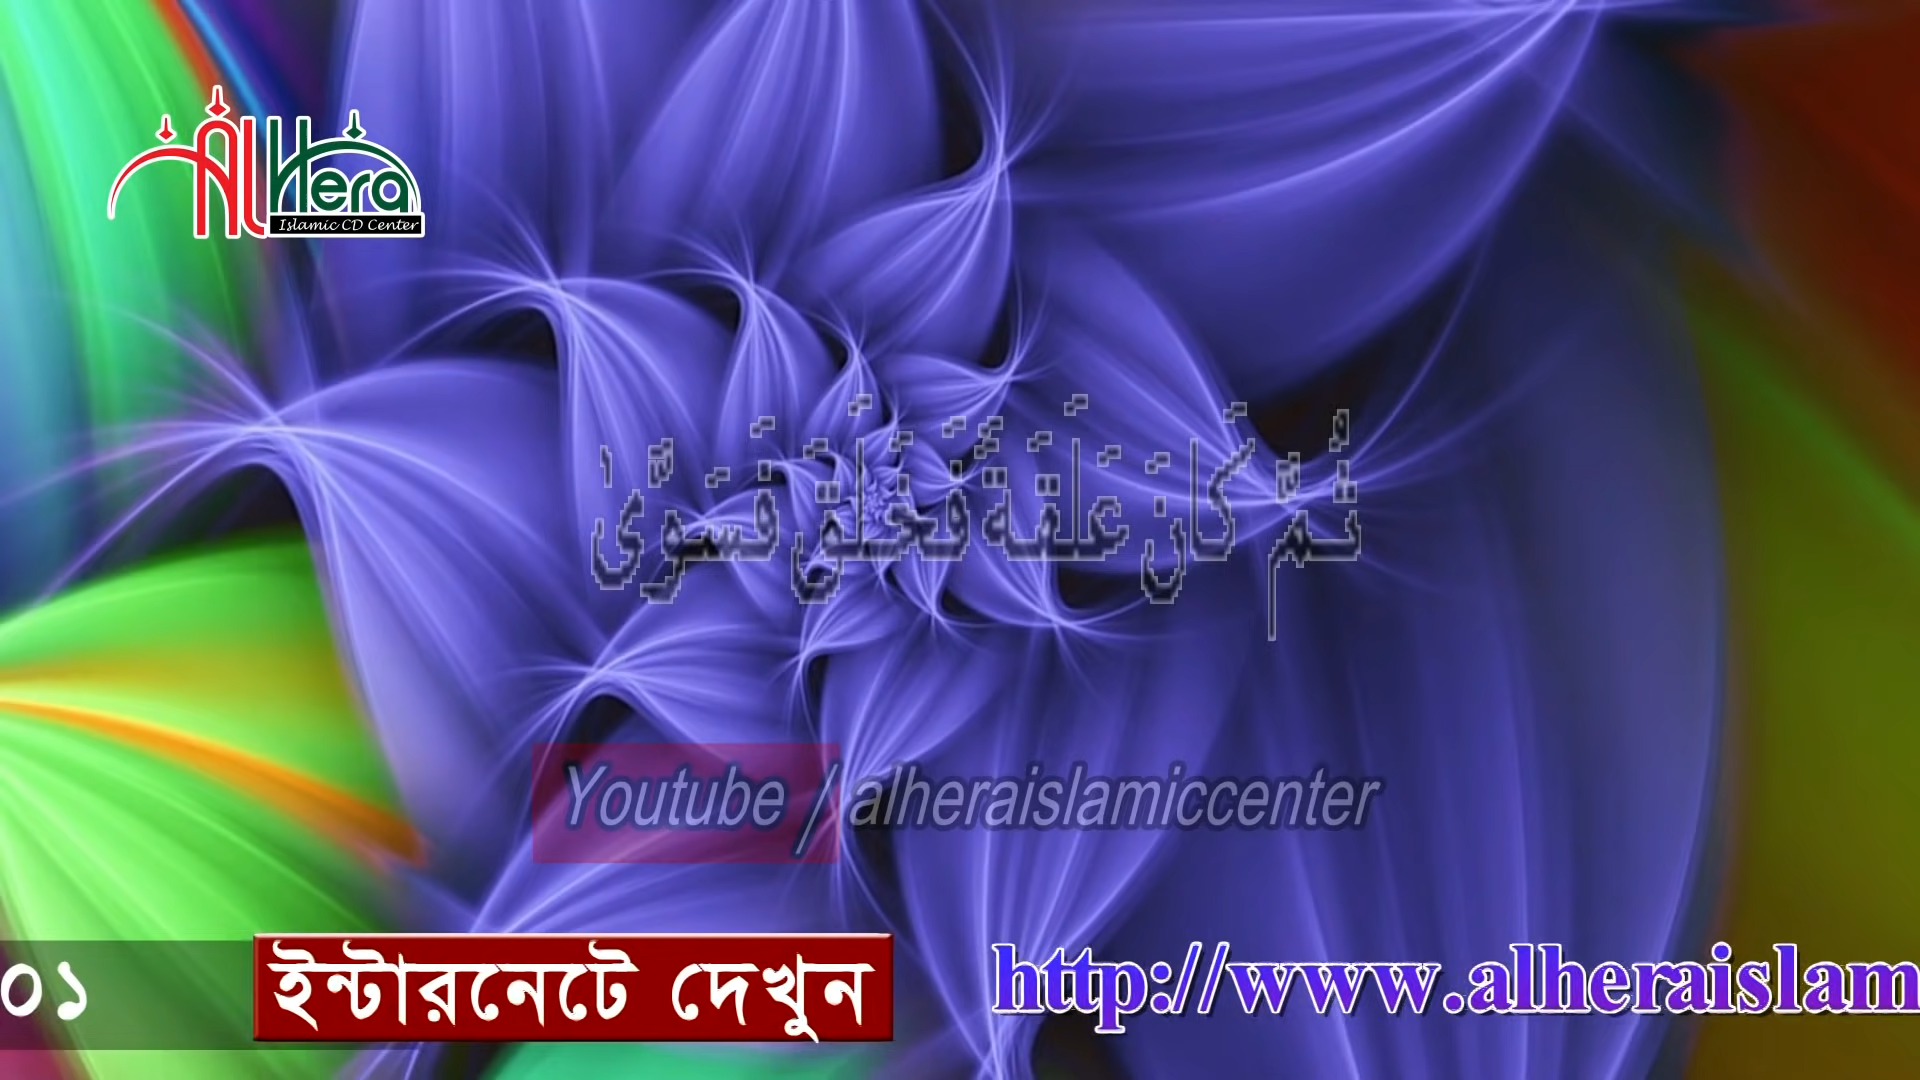 AL Hera
Islamic CD Center
ثُمَّ كَانَ عَلَقَةً فَخَلَقَ فَسَوَّىٰ
Youtube / alheraislamiccenter
০১ ইন্টারনেটে দেখুন http://www.alheraislam